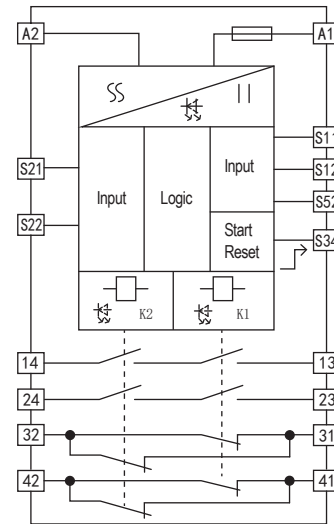 A2
A1
S11
S21
Input
Logic
Input
S12
S52
S22
Start
Reset
S34
K2
K1
14
13
24
23
32
31
42
41